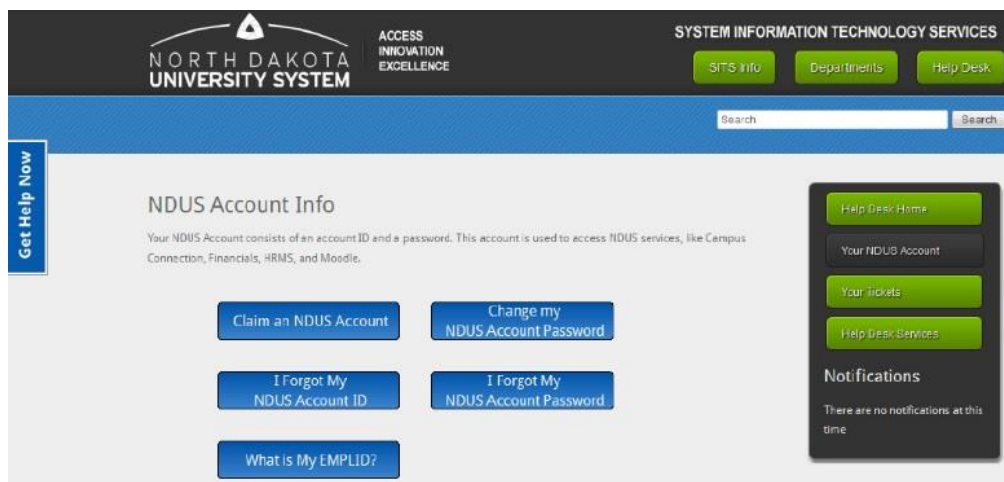 NORTH DAKOTA
UNIVERSITY SYSTEM
ACCESS
INNOVATION
EXCELLENCE
SYSTEM INFORMATION TECHNOLOGY SERVICES
SITS Info
Departments
Help Desk
Search
Search
Get Help Now
NDUS Account Info
Your NDUS Account consists of an account ID and a password. This account is used to access NDUS services, like Campus
Connection, Financials, HRMS, and Moodle.
Claim an NDUS Account
Change my
NDUS Account Password
I Forgot My
NDUS Account ID
I Forgot My
NDUS Account Password
What is My EMPLID?
Help Desk Home
Your NDUS Account
Your Tickets
Help Desk Services
Notifications
There are no notifications at this
time